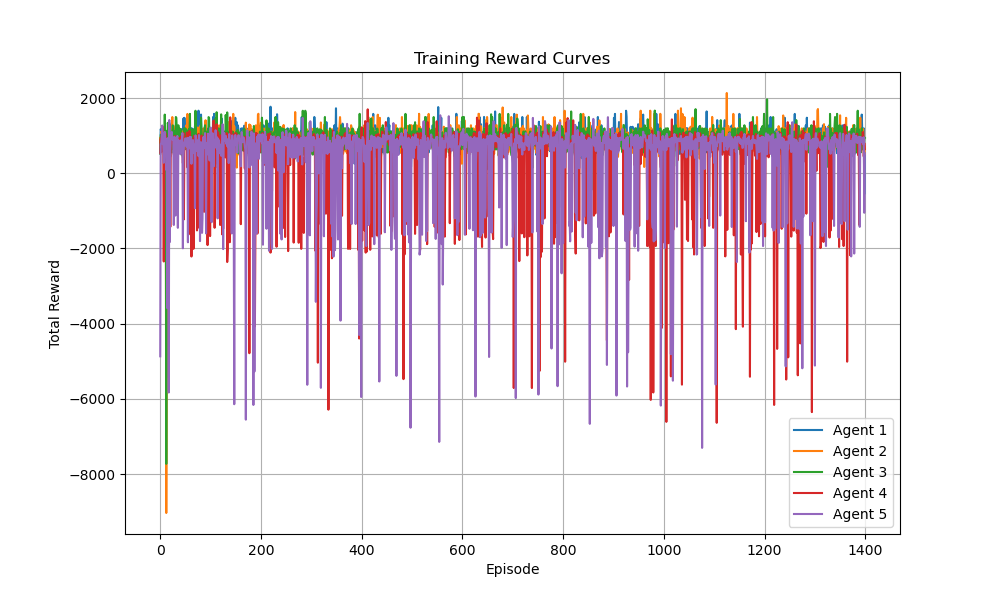 Training Reward Curves
Total Reward
2000
0
−2000
−4000
−6000
−8000
0 200 400 600 800 1000 1200 1400
Episode
Agent 1
Agent 2
Agent 3
Agent 4
Agent 5